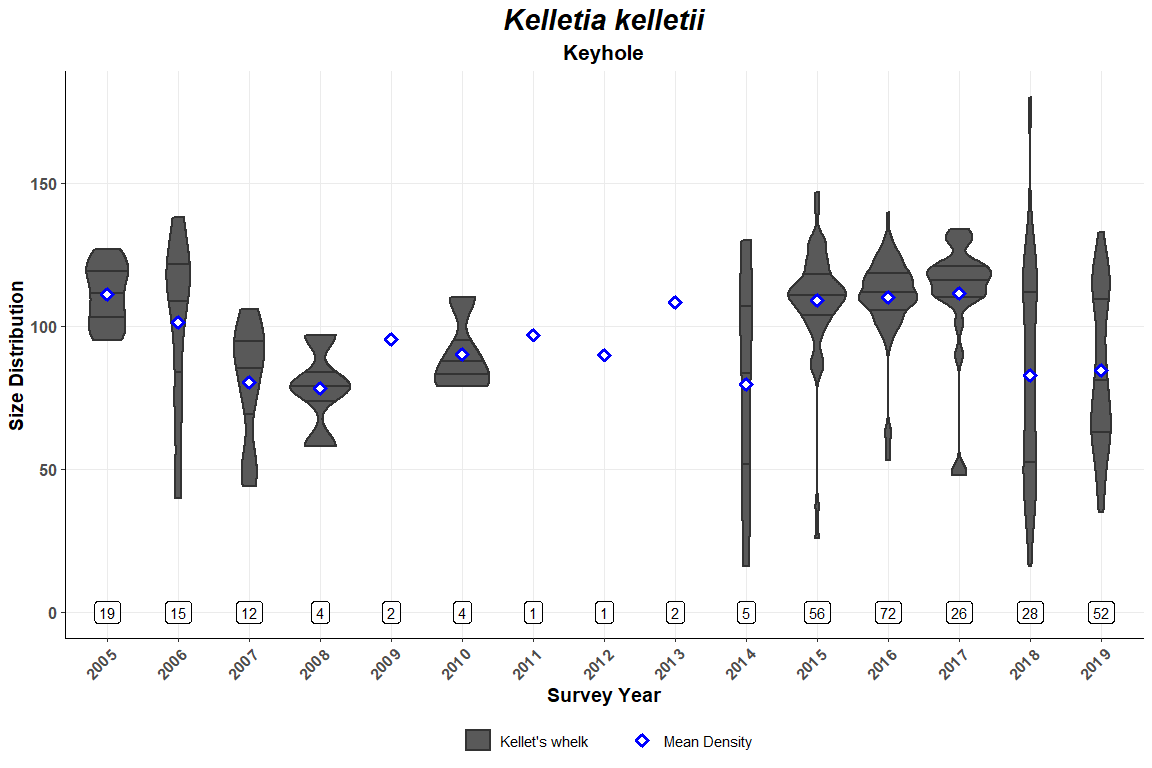 Kelletia kelletii
Keyhole
Size Distribution
150
100
50
0
19 15 12 4 2 4 1 1 2 5 56 72 26 28 52
2005 2006 2007 2008 2009 2010 2011 2012 2013 2014 2015 2016 2017 2018 2019
Survey Year
Kellet's whelk Mean Density